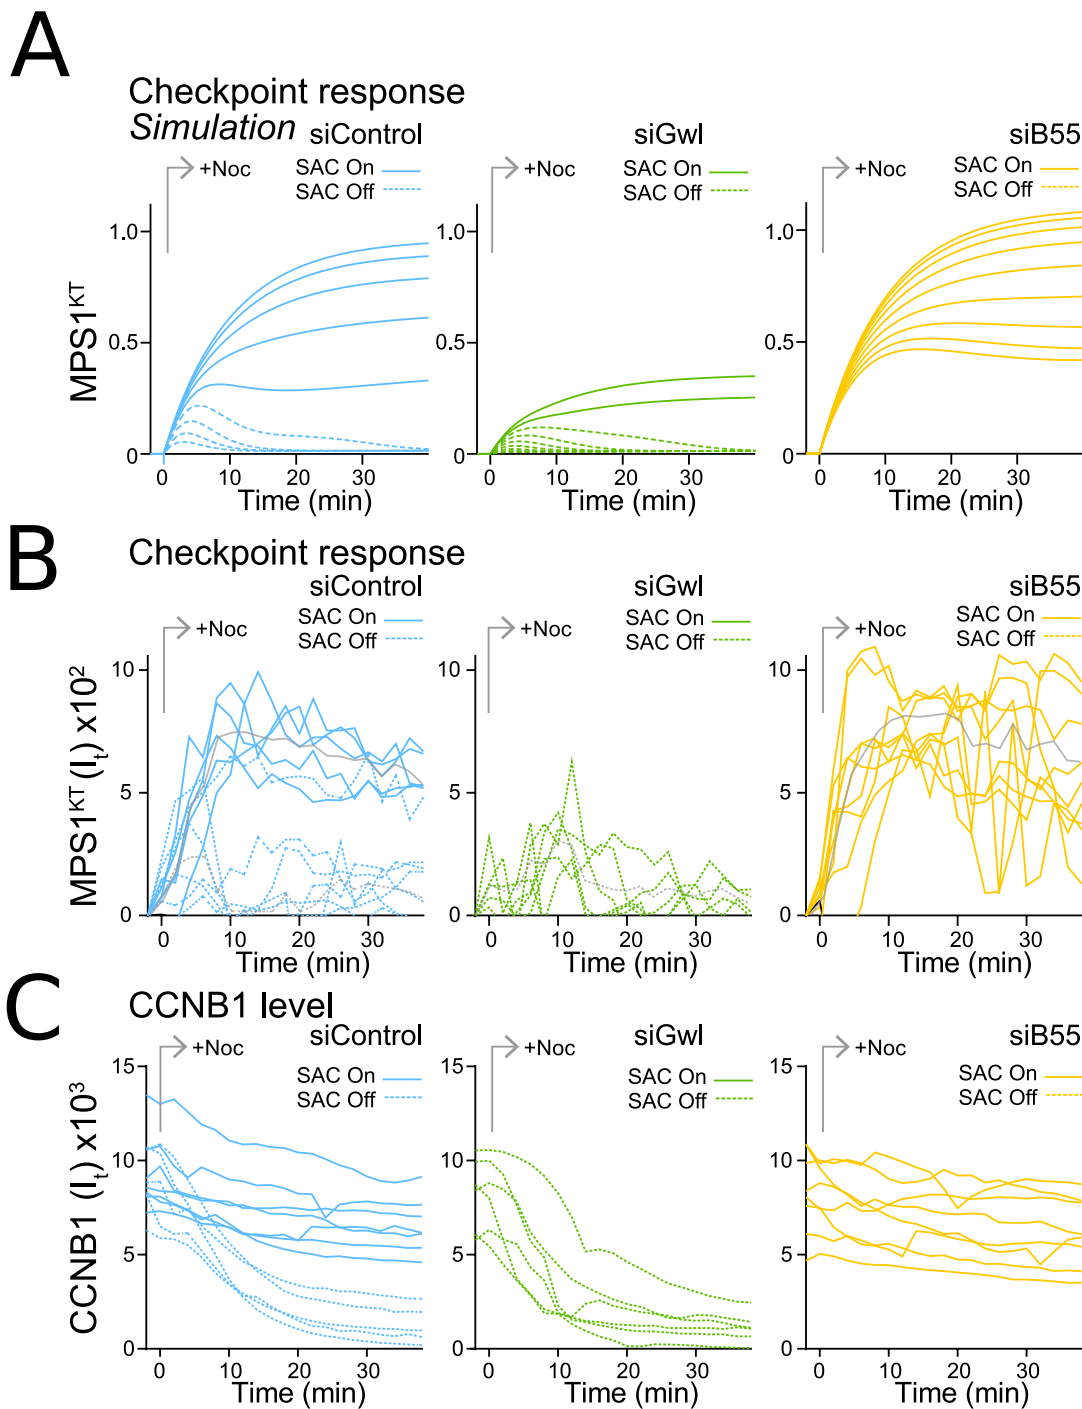 A
Checkpoint response
Simulation
siControl
siGwl
siB55
+Noc
SAC On
SAC Off
+Noc
SAC On
SAC Off
+Noc
SAC On
SAC Off
MPS1KT
1.0
0.5
0
0 10 20 30
Time (min)
1.0
0.5
0
0 10 20 30
Time (min)
1.0
0.5
0
0 10 20 30
Time (min)
B
Checkpoint response
siControl
siGwl
siB55
+Noc
SAC On
SAC Off
+Noc
SAC On
SAC Off
+Noc
SAC On
SAC Off
MPS1KT (It) x102
10
5
0
0 10 20 30
Time (min)
10
5
0
0 10 20 30
Time (min)
10
5
0
0 10 20 30
Time (min)
C
CCNB1 level
siControl
siGwl
siB55
+Noc
SAC On
SAC Off
+Noc
SAC On
SAC Off
+Noc
SAC On
SAC Off
CCNB1 (It) x103
15
10
5
0
0 10 20 30
Time (min)
15
10
5
0
0 10 20 30
Time (min)
15
10
5
0
0 10 20 30
Time (min)